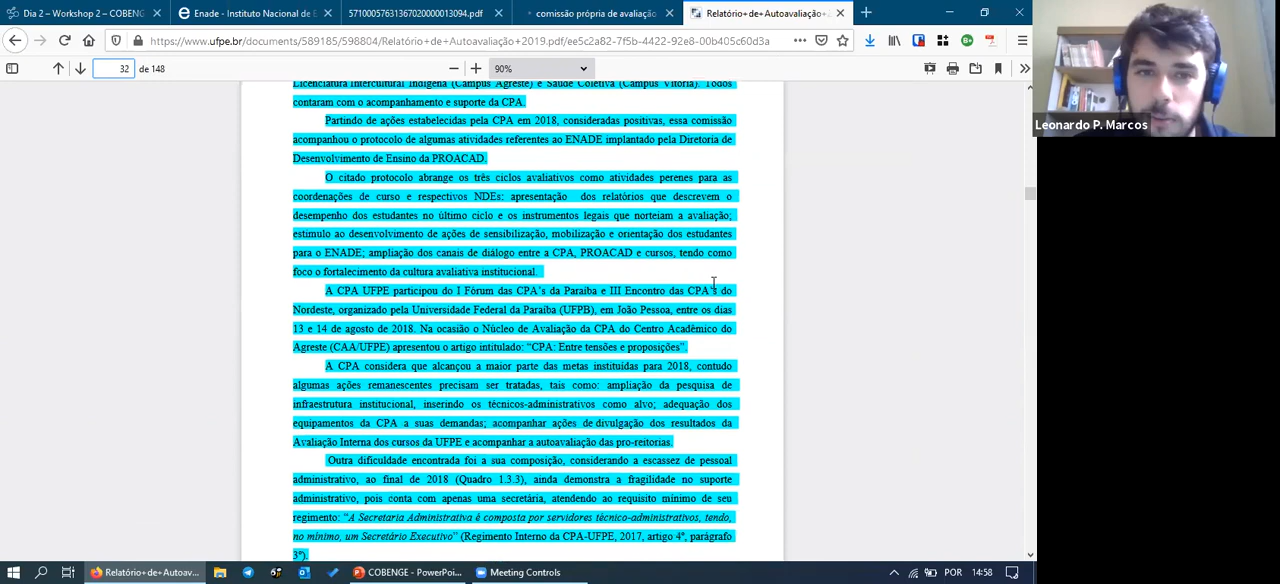 Dia 2 – Workshop 2 – COBENGE
Enade - Instituto Nacional de E
57100057631367020000013094.pdf
comissão própria de avaliação
Relatório+de+Autoavaliação
https://www.ufpe.br/documents/589185/598804/Relatório+de+Autoavaliação 2019.pdf/ee5c2a82-7f5b-4422-92e8-00b405c60d3a
32 de 148
90%
Licenciatura Intercultural Indígena (Campus Agreste) e Saúde Coletiva (Campus Vitória). Todos
contaram com o acompanhamento e suporte da CPA.
Partindo de ações estabelecidas pela CPA em 2018, consideradas positivas, essa comissão
acompanhou o protocolo de algumas atividades referentes ao ENADE implantado pela Diretoria de
Desenvolvimento de Ensino da PROACAD.
O citado protocolo abrange os três ciclos avaliativos como atividades perenes para as
coordenações de curso e respectivos NDEs: apresentação dos relatórios que descrevem o
desempenho dos estudantes no último ciclo e os instrumentos legais que norteiam a avaliação;
estimulo ao desenvolvimento de ações de sensibilização, mobilização e orientação dos estudantes
para o ENADE; ampliação dos canais de diálogo entre a CPA, PROACAD e cursos, tendo como
foco o fortalecimento da cultura avaliativa institucional.
A CPA UFPE participou do I Fórum das CPA's da Paraíba e III Encontro das CPA's do
Nordeste, organizado pela Universidade Federal da Paraíba (UFPB), em João Pessoa, entre os dias
13 e 14 de agosto de 2018. Na ocasião o Núcleo de Avaliação da CPA do Centro Acadêmico do
Agreste (CAA/UFPE) apresentou o artigo intitulado: “CPA: Entre tensões e proposições”.
A CPA considera que alcançou a maior parte das metas instituídas para 2018, contudo
algumas ações remanescentes precisam ser tratadas, tais como: ampliação da pesquisa de
infraestrutura institucional, inserindo os técnicos-administrativos como alvo; adequação dos
equipamentos da CPA a suas demandas; acompanhar ações de divulgação dos resultados da
Avaliação Interna dos cursos da UFPE e acompanhar a autoavaliação das pro-reitorias.
Outra dificuldade encontrada foi a sua composição, considerando a escassez de pessoal
administrativo, ao final de 2018 (Quadro 1.3.3), ainda demonstra a fragilidade no suporte
administrativo, pois conta com apenas uma secretária, atendendo ao requisito mínimo de seu
regimento: “A Secretaria Administrativa é composta por servidores técnico-administrativos, tendo,
no mínimo, um Secretário Executivo” (Regimento Interno da CPA-UFPE, 2017, artigo 4º, parágrafo
3º).
Leonardo P. Marcos
Relatório+de+Autoav...
COBENGE - PowerPoi...
Meeting Controls
POR
14:58